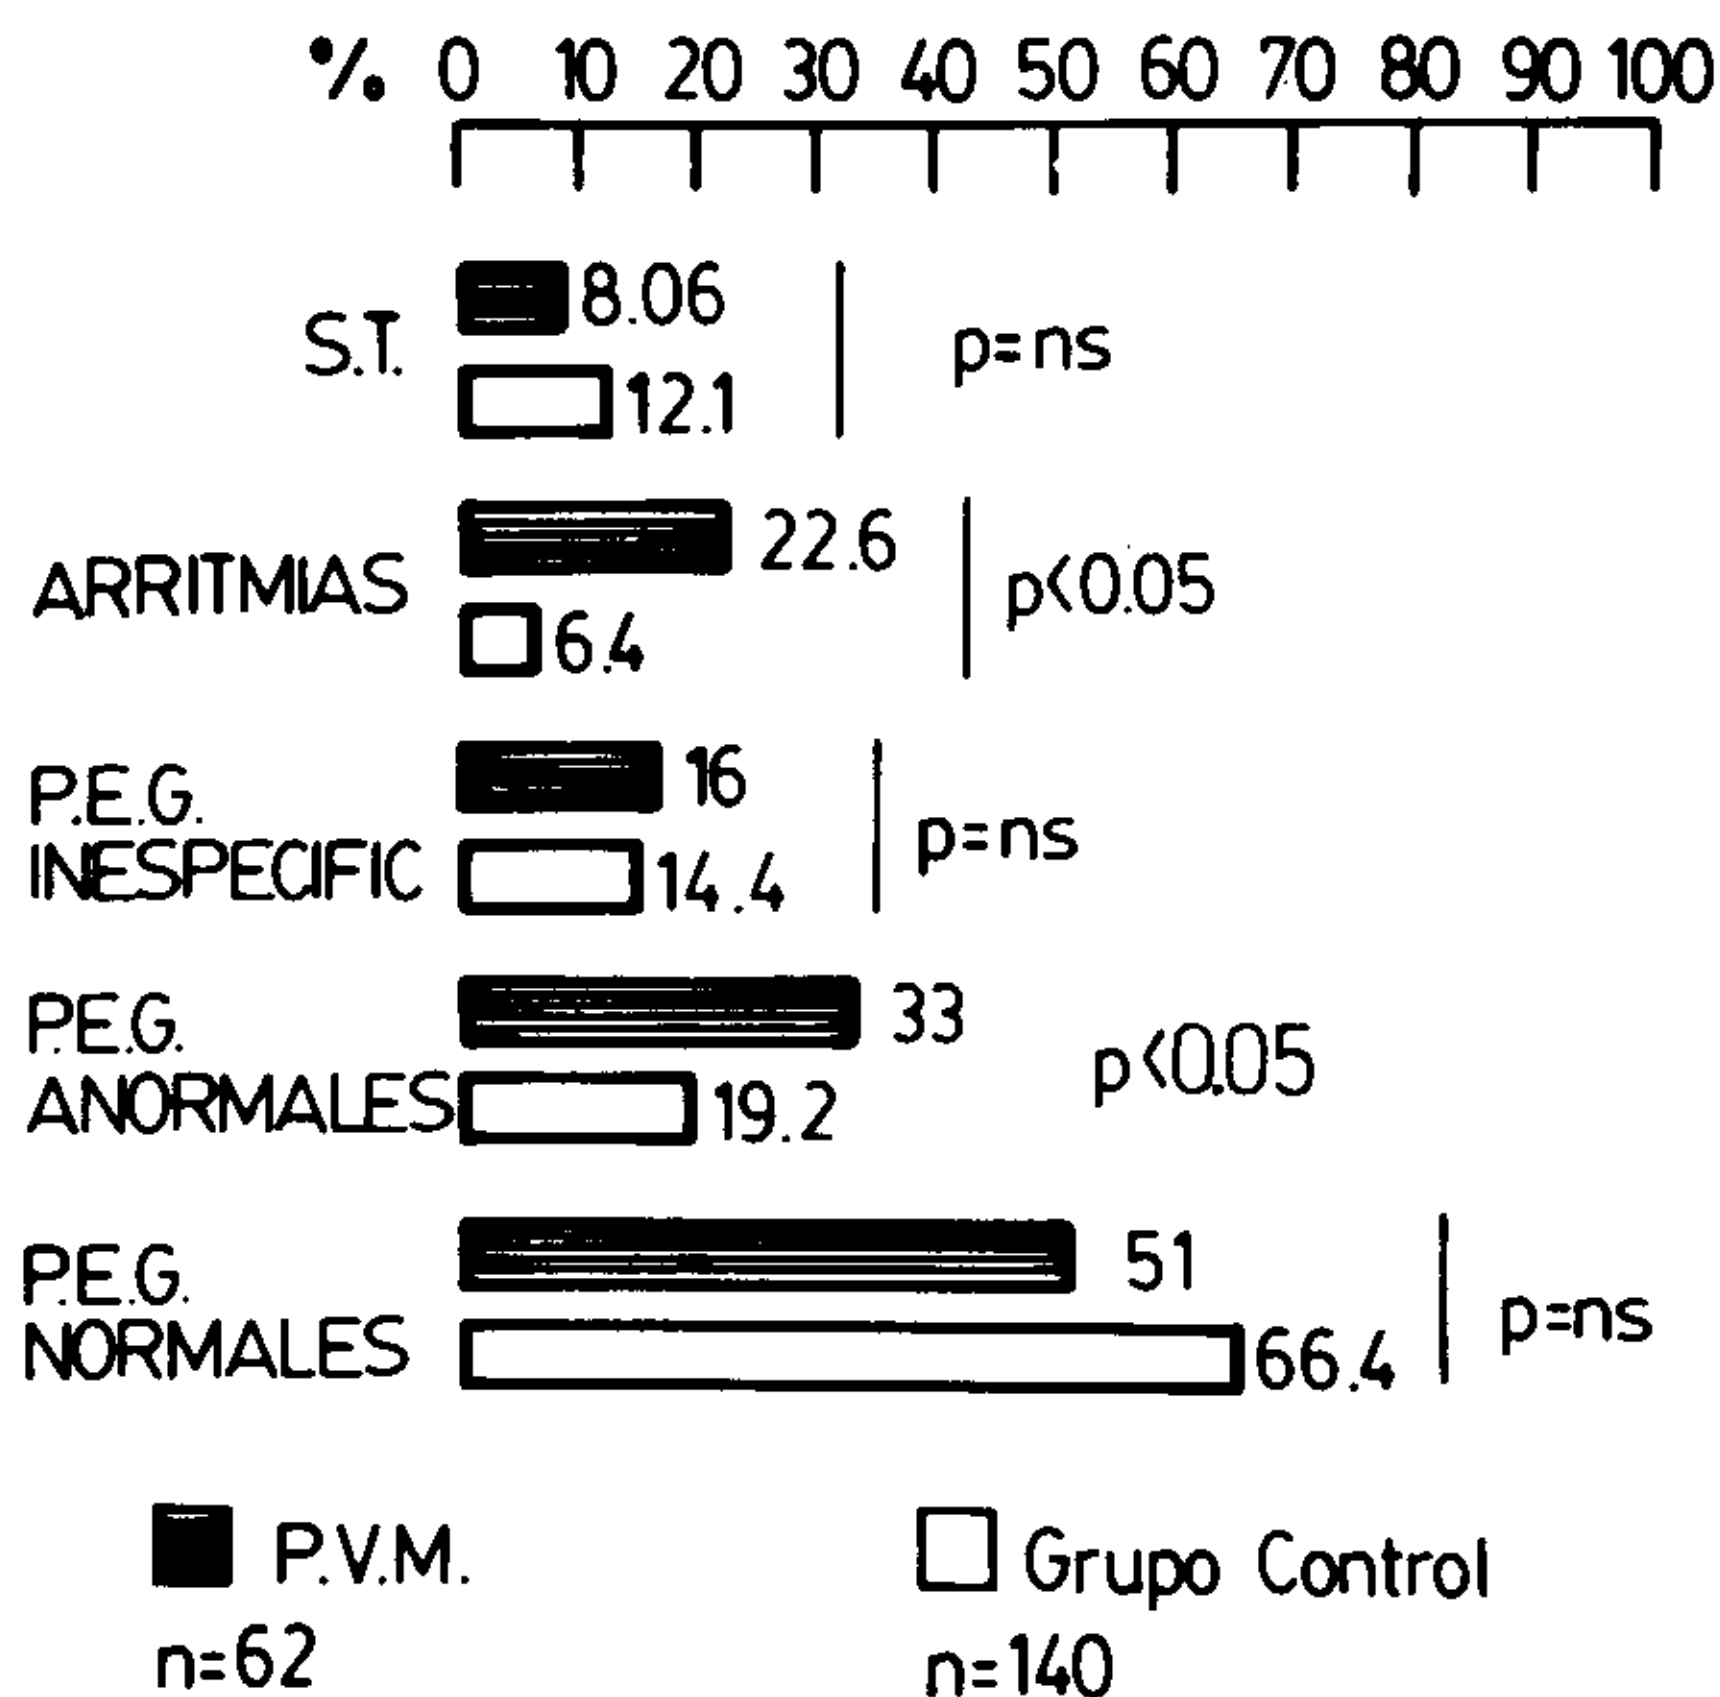 % 0 10 20 30 40 50 60 70 80 90 100
S.T.
8.06
12.1
p=ns
ARRITMIAS
22.6
6.4
p<0.05
P.E.G.
INESPECIFIC
16
14.4
p=ns
P.E.G.
ANORMALES
33
19.2
p<0.05
P.E.G.
NORMALES
51
66.4
p=ns
P.V.M.
n=62
Grupo Control
n=140